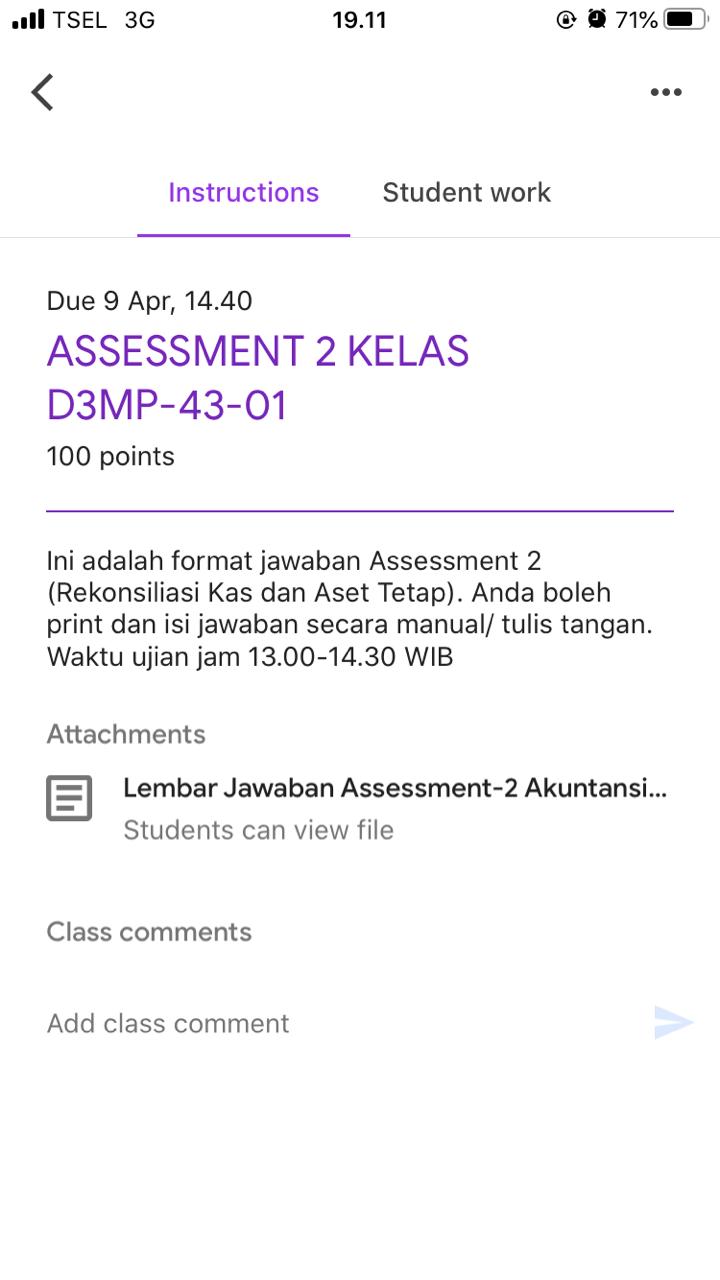 TSEL 3G 19.11 71%
Instructions Student work
Due 9 Apr, 14.40
ASSESSMENT 2 KELAS
D3MP-43-01
100 points
Ini adalah format jawaban Assessment 2
(Rekonsiliasi Kas dan Aset Tetap). Anda boleh
print dan isi jawaban secara manual/ tulis tangan.
Waktu ujian jam 13.00-14.30 WIB
Attachments
Lembar Jawaban Assessment-2 Akuntansi...
Students can view file
Class comments
Add class comment